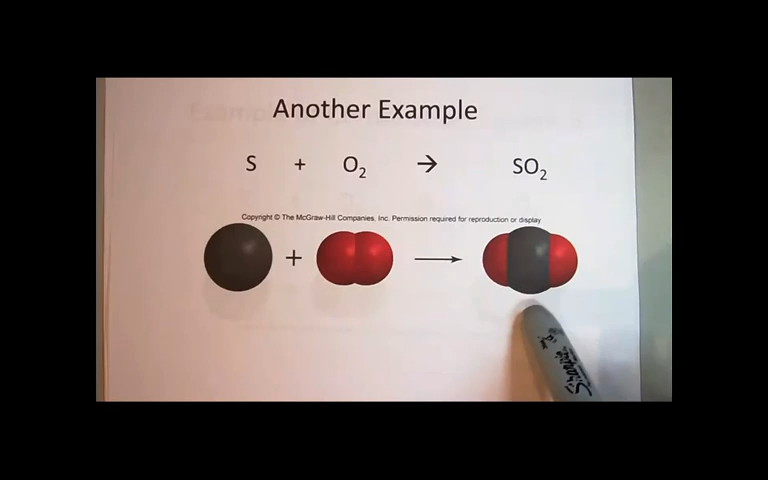 Another Example
S + O₂ → SO₂
Copyright © The McGraw-Hill Companies, Inc. Permission required for reproduction or display
+ →
Sharpie